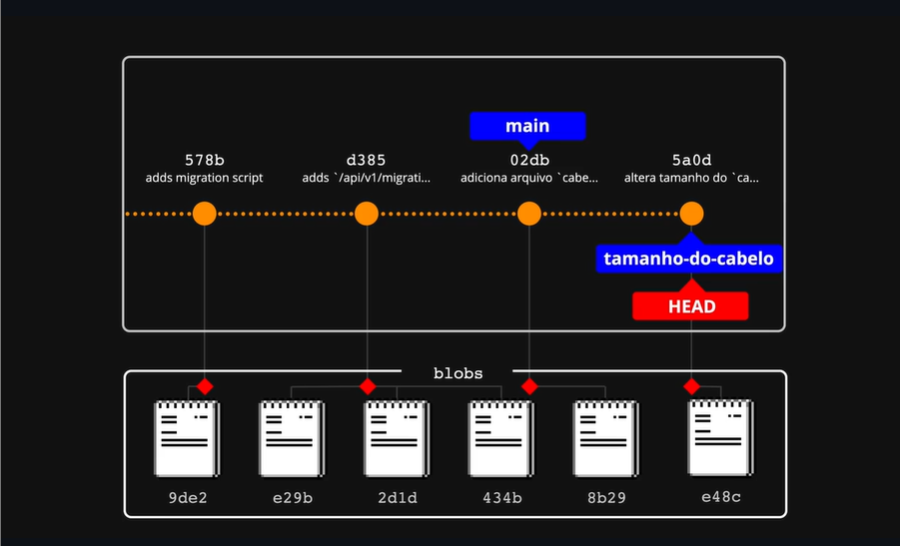 main
578b
d385
02db
5a0d
adds migration script
adds `/api/v1/migrati...
adiciona arquivo `cabe...
altera tamanho do `ca...
tamanho-do-cabelo
HEAD
blobs
9de2
e29b
2d1d
434b
8b29
e48c